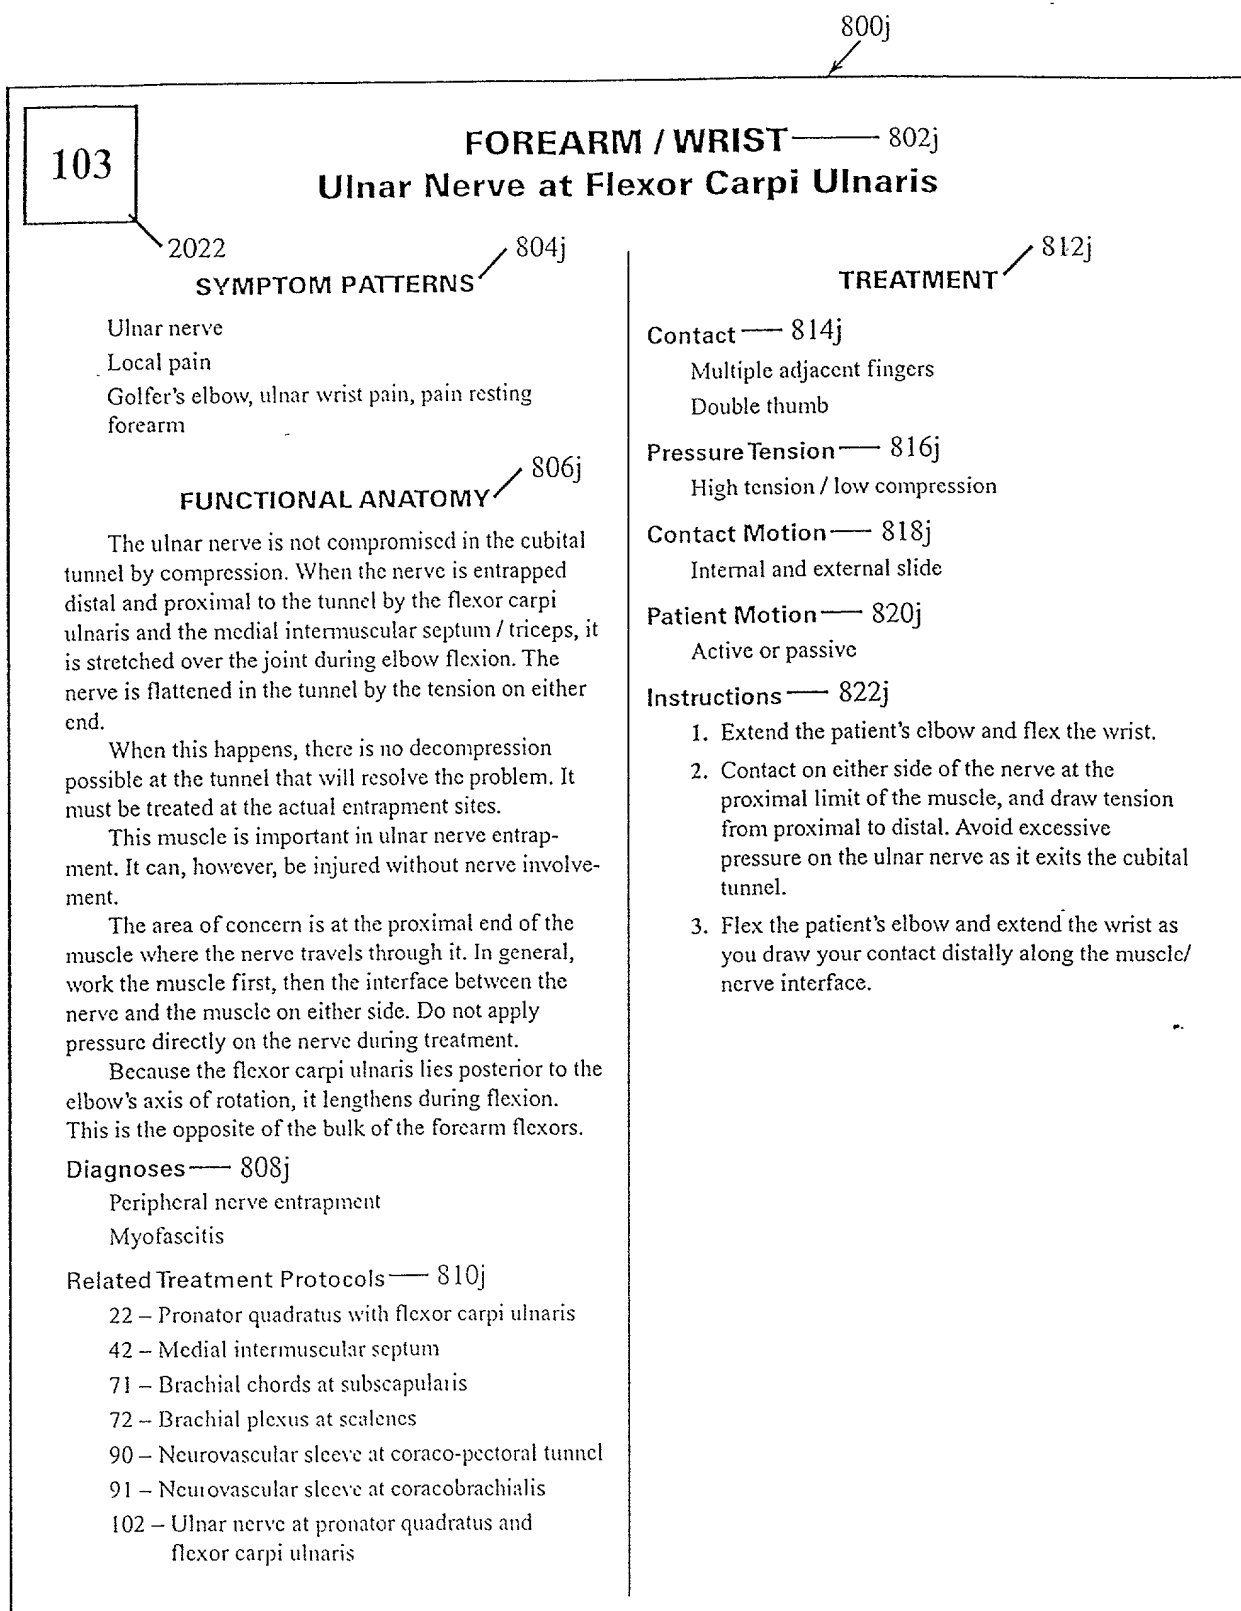 800j
103
FOREARM / WRIST 802j
Ulnar Nerve at Flexor Carpi Ulnaris
2022
804j
SYMPTOM PATTERNS
Ulnar nerve
Local pain
Golfer's elbow, ulnar wrist pain, pain resting
forearm
806j
FUNCTIONAL ANATOMY
The ulnar nerve is not compromised in the cubital
tunnel by compression. When the nerve is entrapped
distal and proximal to the tunnel by the flexor carpi
ulnaris and the medial intermuscular septum / triceps, it
is stretched over the joint during elbow flexion. The
nerve is flattened in the tunnel by the tension on either
end.
When this happens, there is no decompression
possible at the tunnel that will resolve the problem. It
must be treated at the actual entrapment sites.
This muscle is important in ulnar nerve entrap-
ment. It can, however, be injured without nerve involve-
ment.
The area of concern is at the proximal end of the
muscle where the nerve travels through it. In general,
work the muscle first, then the interface between the
nerve and the muscle on either side. Do not apply
pressure directly on the nerve during treatment.
Because the flexor carpi ulnaris lies posterior to the
elbow's axis of rotation, it lengthens during flexion.
This is the opposite of the bulk of the forearm flexors.
Diagnoses 808j
Peripheral nerve entrapment
Myofascitis
Related Treatment Protocols 810j
22 – Pronator quadratus with flexor carpi ulnaris
42 – Medial intermuscular septum
71 – Brachial chords at subscapularis
72 – Brachial plexus at scalenes
90 – Neurovascular sleeve at coraco-pectoral tunnel
91 – Neurovascular sleeve at coracobrachialis
102 – Ulnar nerve at pronator quadratus and
flexor carpi ulnaris
812j
TREATMENT
Contact 814j
Multiple adjacent fingers
Double thumb
Pressure Tension 816j
High tension / low compression
Contact Motion 818j
Internal and external slide
Patient Motion 820j
Active or passive
Instructions 822j
1. Extend the patient's elbow and flex the wrist.
2. Contact on either side of the nerve at the
proximal limit of the muscle, and draw tension
from proximal to distal. Avoid excessive
pressure on the ulnar nerve as it exits the cubital
tunnel.
3. Flex the patient's elbow and extend the wrist as
you draw your contact distally along the muscle/
nerve interface.